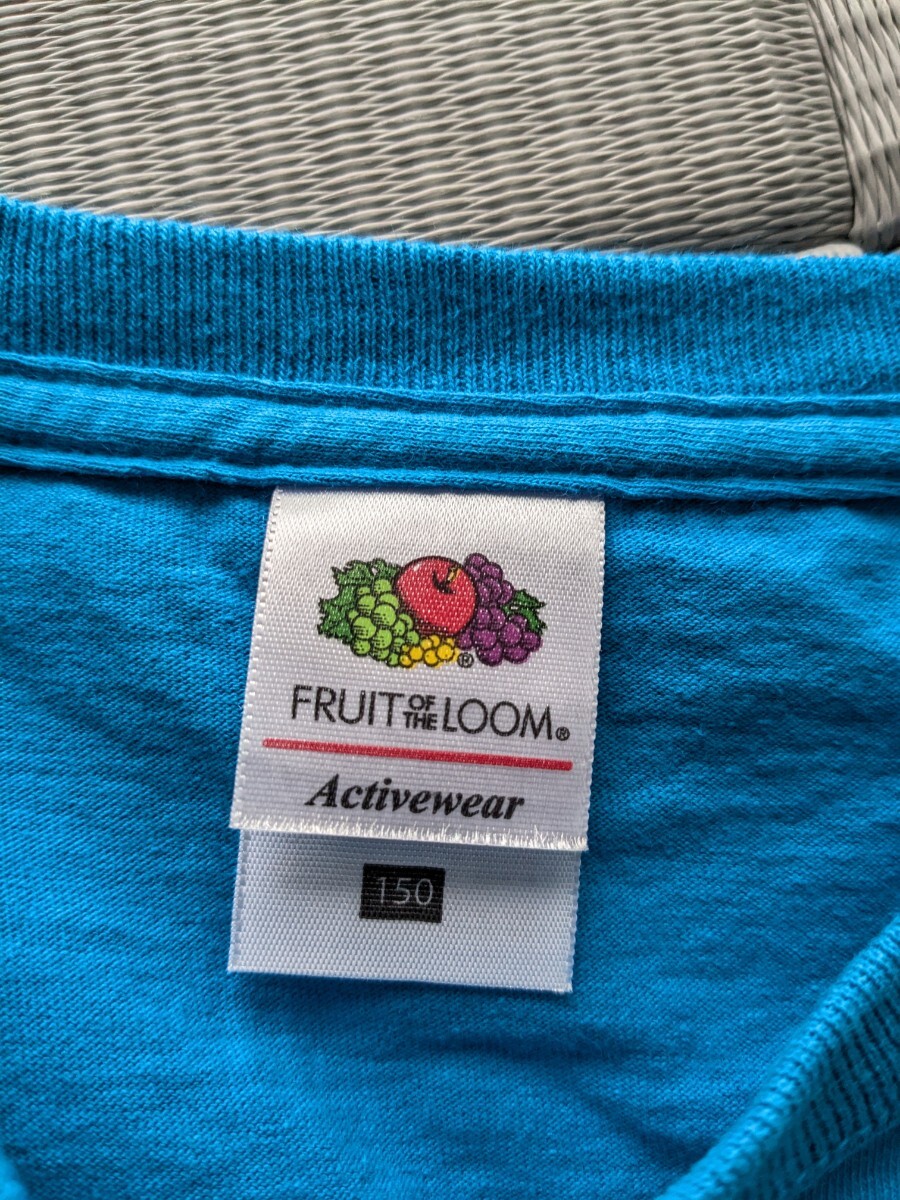 ®
FRUIT OF THE LOOM®
Activewear
150